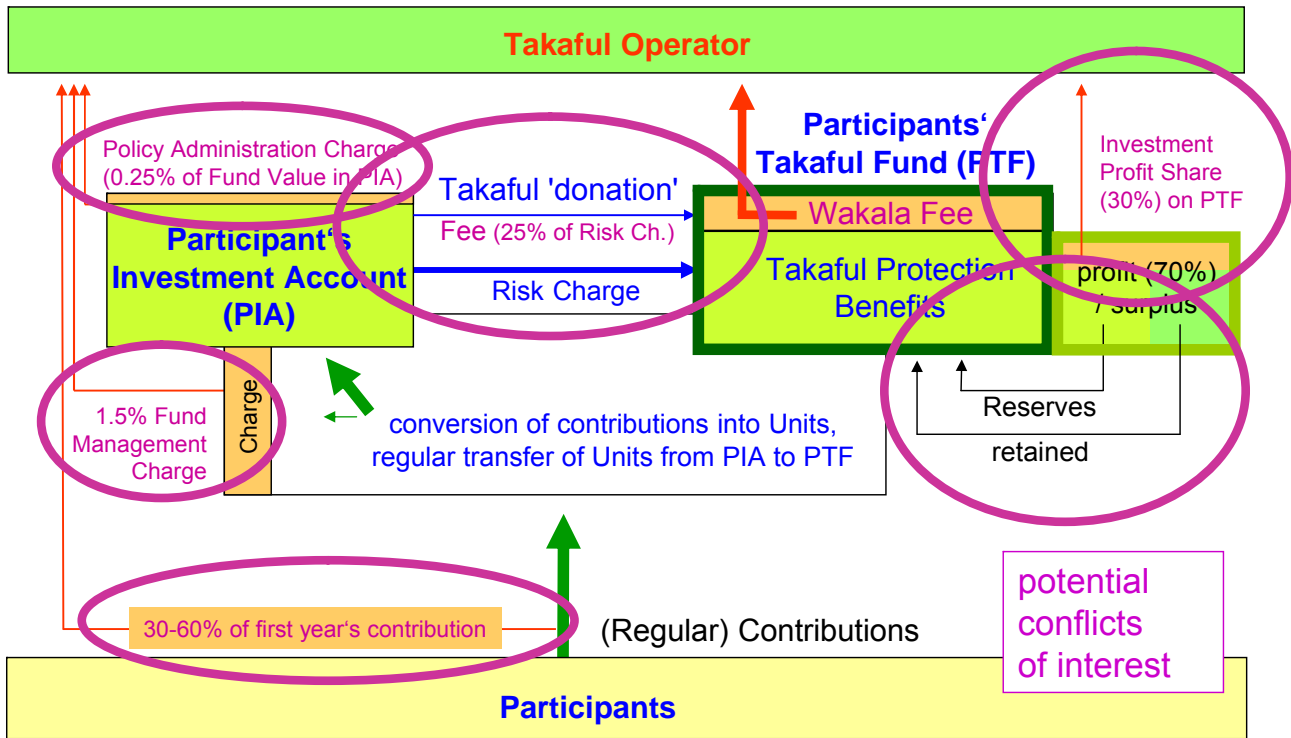 Takaful Operator
Policy Administration Charge
(0.25% of Fund Value in PIA)
Participants‘
Takaful Fund (PTF)
Investment
Profit Share
(30%) on PTF
Takaful 'donation'
Fee (25% of Risk Ch.)
Risk Charge
Wakala Fee
Participant‘s
Investment Account
(PIA)
Takaful Protection
Benefits
profit (70%)
/ surplus
Reserves
retained
1.5% Fund
Management
Charge
Charge
conversion of contributions into Units,
regular transfer of Units from PIA to PTF
30-60% of first year‘s contribution
(Regular) Contributions
potential
conflicts
of interest
Participants